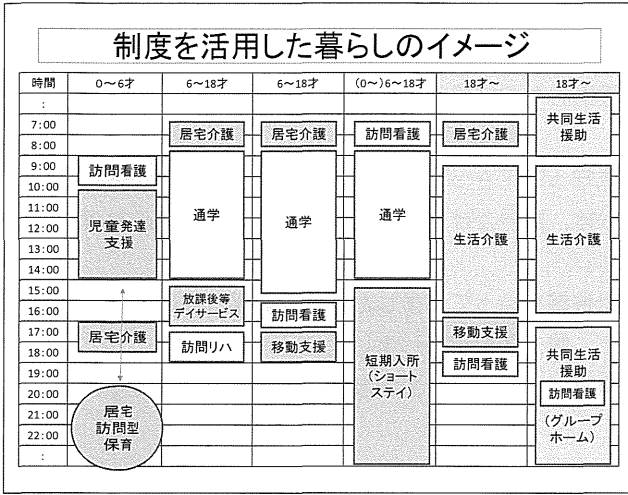 制度を活用した暮らしのイメージ
時間 0～6才 6～18才 6～18才 (0～)6～18才 18才～ 18才～
:
7:00
8:00
9:00
10:00
11:00
12:00
13:00
14:00
15:00
16:00
17:00
18:00
19:00
20:00
21:00
22:00
:
訪問看護
児童発達
支援
居宅介護
居宅
訪問型
保育
居宅介護
通学
放課後等
デイサービス
訪問リハ
居宅介護
通学
訪問看護
移動支援
訪問看護
通学
短期入所
(ショート
ステイ)
居宅介護
生活介護
移動支援
訪問看護
共同生活
援助
生活介護
共同生活
援助
訪問看護
(グループ
ホーム)